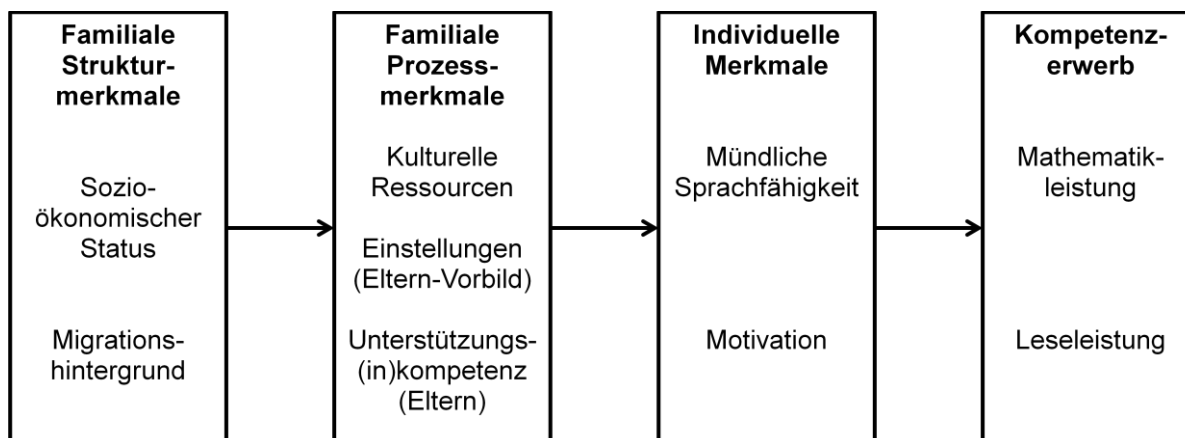 Familiale
Struktur-
merkmale
Sozio-
ökonomischer
Status
Migrations-
hintergrund
Familiale
Prozess-
merkmale
Kulturelle
Ressourcen
Einstellungen
(Eltern-Vorbild)
Unterstützungs-
(in)kompetenz
(Eltern)
Individuelle
Merkmale
Mündliche
Sprachfähigkeit
Motivation
Kompetenz-
erwerb
Mathematik-
leistung
Leseleistung